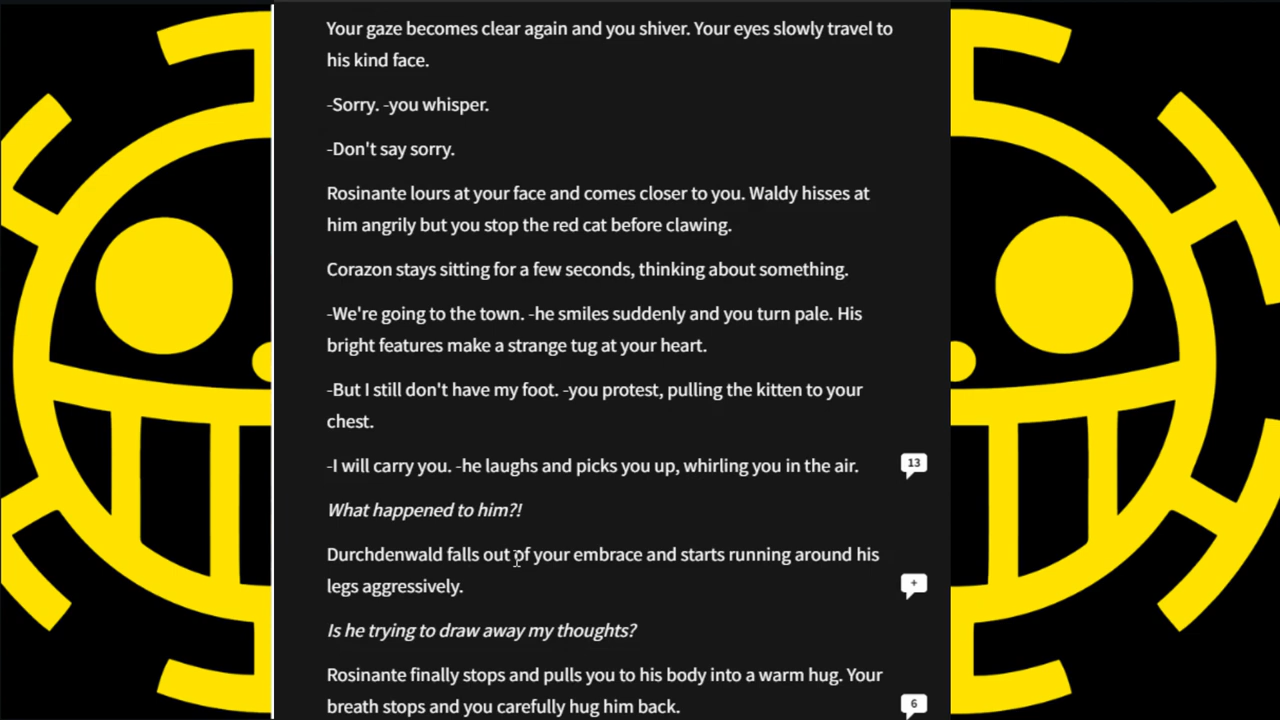 Your gaze becomes clear again and you shiver. Your eyes slowly travel to
his kind face.
-Sorry. -you whisper.
-Don't say sorry.
Rosinante lours at your face and comes closer to you. Waldy hisses at
him angrily but you stop the red cat before clawing.
Corazon stays sitting for a few seconds, thinking about something.
-We're going to the town. -he smiles suddenly and you turn pale. His
bright features make a strange tug at your heart.
-But I still don't have my foot. -you protest, pulling the kitten to your
chest.
-I will carry you. -he laughs and picks you up, whirling you in the air.
13
What happened to him?!
Durchdenwald falls out of your embrace and starts running around his
legs aggressively.
+
Is he trying to draw away my thoughts?
Rosinante finally stops and pulls you to his body into a warm hug. Your
breath stops and you carefully hug him back.
6